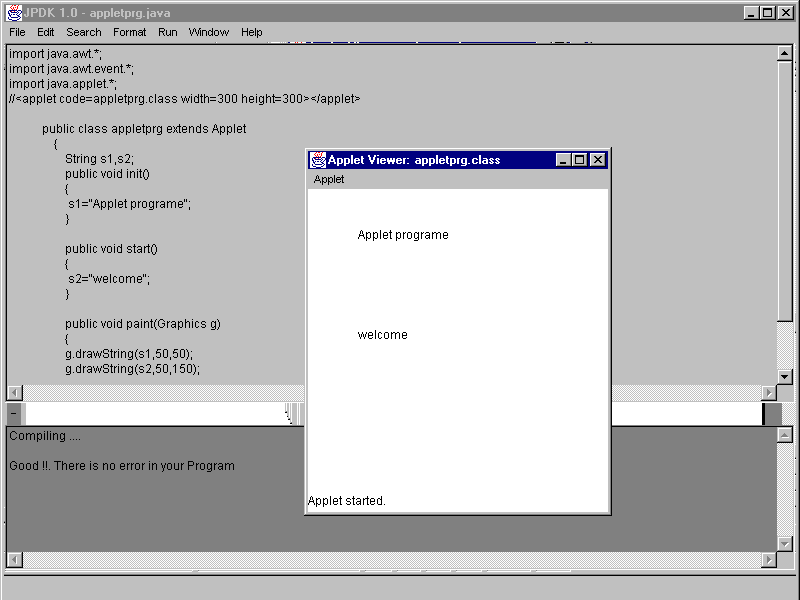 JPDK 1.0 - appletprg.java
File Edit Search Format Run Window Help
import java.awt.*;
import java.awt.event.*;
import java.applet.*;
//<applet code=appletprg.class width=300 height=300></applet>
public class appletprg extends Applet
{
String s1,s2;
public void init()
{
s1="Applet programe";
}
public void start()
{
s2="welcome";
}
public void paint(Graphics g)
{
g.drawString(s1,50,50);
g.drawString(s2,50,150);
Applet Viewer: appletprg.class
Applet
Applet programe
welcome
Applet started.
Compiling ....
Good !!. There is no error in your Program